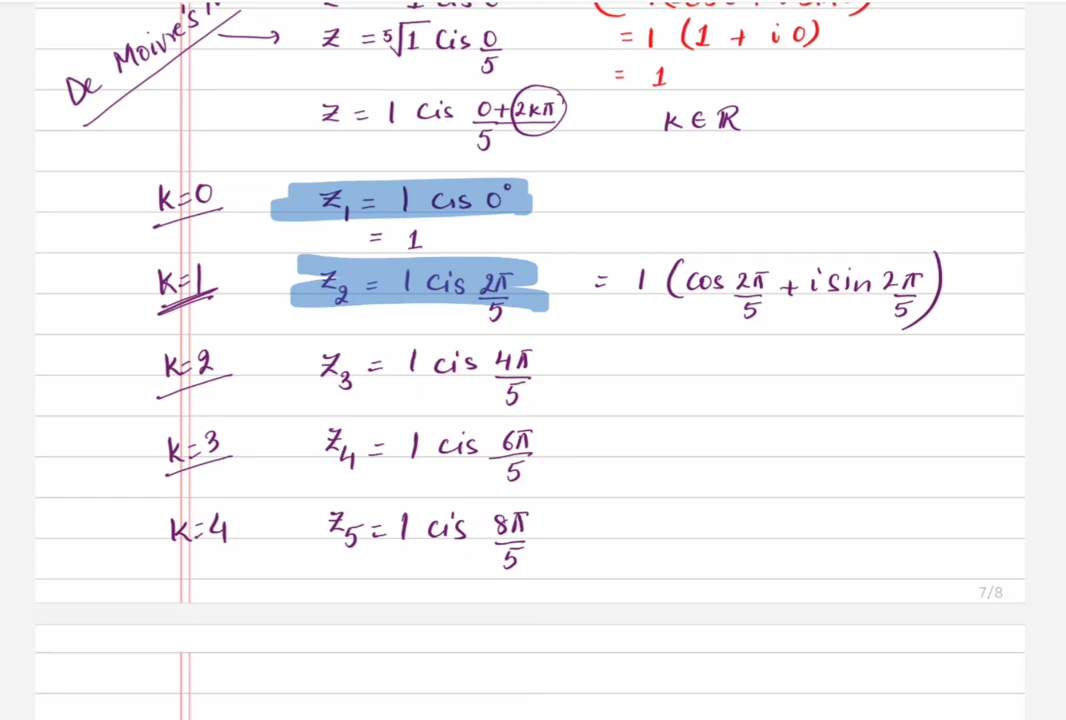 De Moivre's
z = ⁵√1 Cis 0/5
= 1 (1 + i 0)
= 1
z = 1 cis (0+2kπ)/5
k ∈ ℝ
k=0 z₁ = 1 cis 0°
= 1
k=1 z₂ = 1 cis 2π/5 = 1 (cos 2π/5 + i sin 2π/5)
k=2 z₃ = 1 cis 4π/5
k=3 z₄ = 1 cis 6π/5
k=4 z₅ = 1 cis 8π/5
7/8